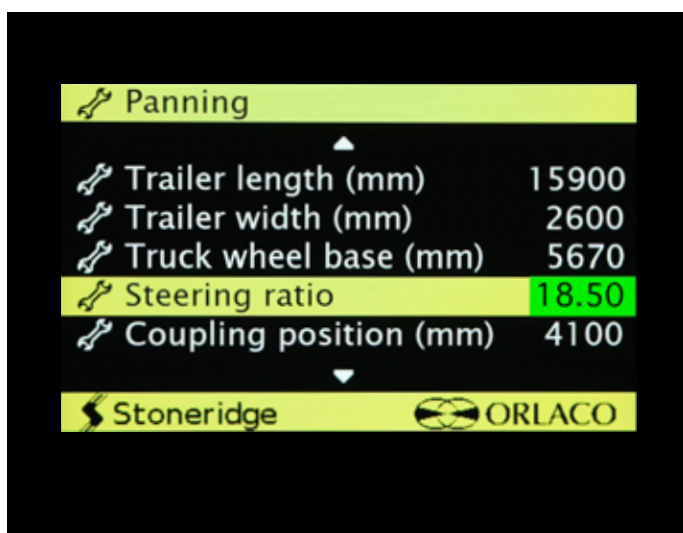 Panning
Trailer length (mm) 15900
Trailer width (mm) 2600
Truck wheel base (mm) 5670
Steering ratio 18.50
Coupling position (mm) 4100
Stoneridge ORLACO